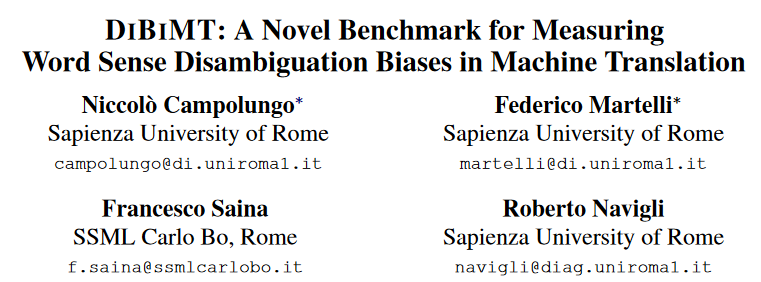 DIBIMT: A Novel Benchmark for Measuring
Word Sense Disambiguation Biases in Machine Translation
Niccolò Campolungo*
Sapienza University of Rome
campolungo@di.uniroma1.it
Federico Martelli*
Sapienza University of Rome
martelli@di.uniroma1.it
Francesco Saina
SSML Carlo Bo, Rome
f.saina@ssmlcarlobo.it
Roberto Navigli
Sapienza University of Rome
navigli@diag.uniroma1.it